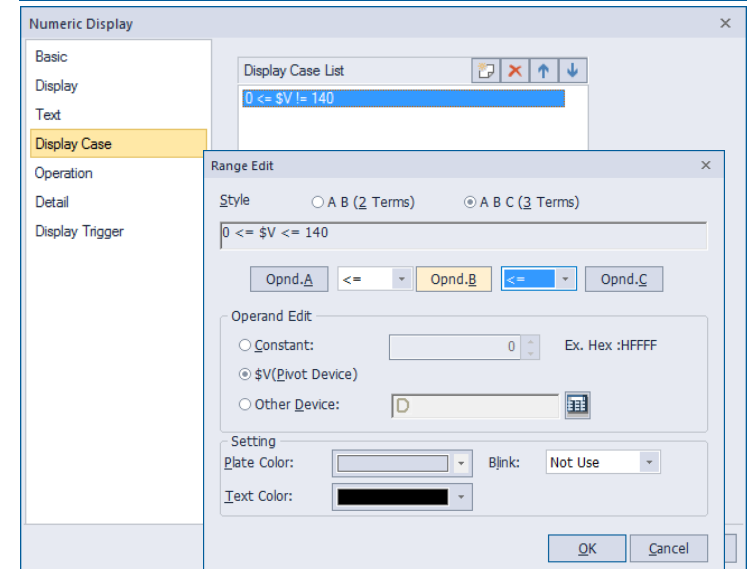 Numeric Display
Basic
Display
Text
Display Case
Operation
Detail
Display Trigger
Display Case List
0 <= $V != 140
Range Edit
Style A B (2 Terms) A B C (3 Terms)
0 <= $V <= 140
Opnd.A <= Opnd.B <= Opnd.C
Operand Edit
Constant: 0 Ex. Hex :HFFFF
$V(Pivot Device)
Other Device: D
Setting
Plate Color: Blink: Not Use
Text Color:
OK Cancel